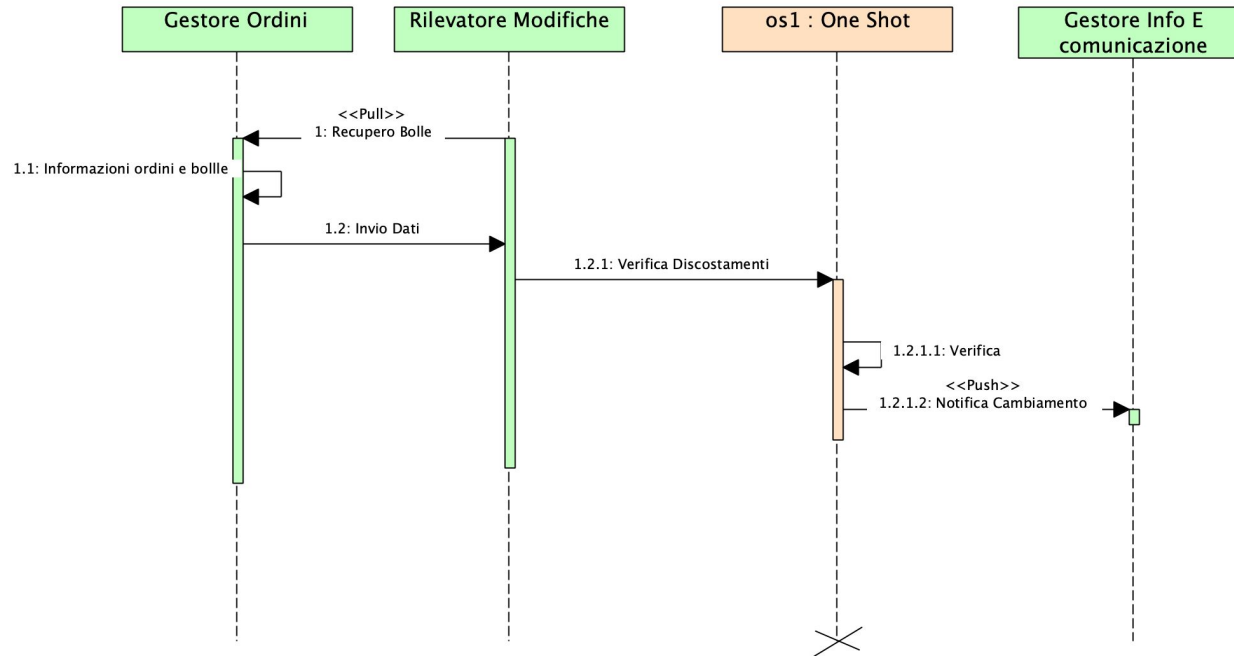 Gestore Ordini
Rilevatore Modifiche
os1 : One Shot
Gestore Info E
comunicazione
<<Pull>>
1: Recupero Bolle
1.1: Informazioni ordini e bollle
1.2: Invio Dati
1.2.1: Verifica Discostamenti
1.2.1.1: Verifica
<<Push>>
1.2.1.2: Notifica Cambiamento